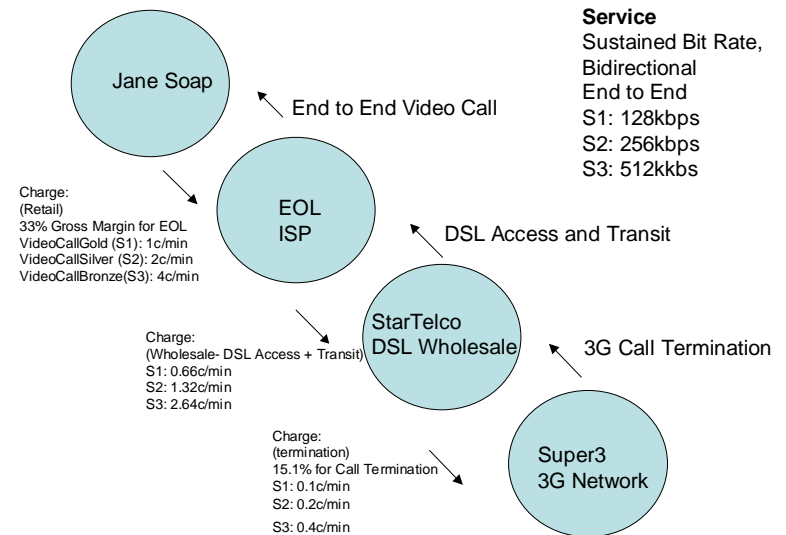 Service
Sustained Bit Rate,
Bidirectional
End to End
S1: 128kbps
S2: 256kbps
S3: 512kkbs
Jane Soap
End to End Video Call
Charge:
(Retail)
33% Gross Margin for EOL
VideoCallGold (S1): 1c/min
VideoCallSilver (S2): 2c/min
VideoCallBronze(S3): 4c/min
EOL
ISP
DSL Access and Transit
Charge:
(Wholesale- DSL Access + Transit)
S1: 0.66c/min
S2: 1.32c/min
S3: 2.64c/min
StarTelco
DSL Wholesale
3G Call Termination
Charge:
(termination)
15.1% for Call Termination
S1: 0.1c/min
S2: 0.2c/min
S3: 0.4c/min
Super3
3G Network